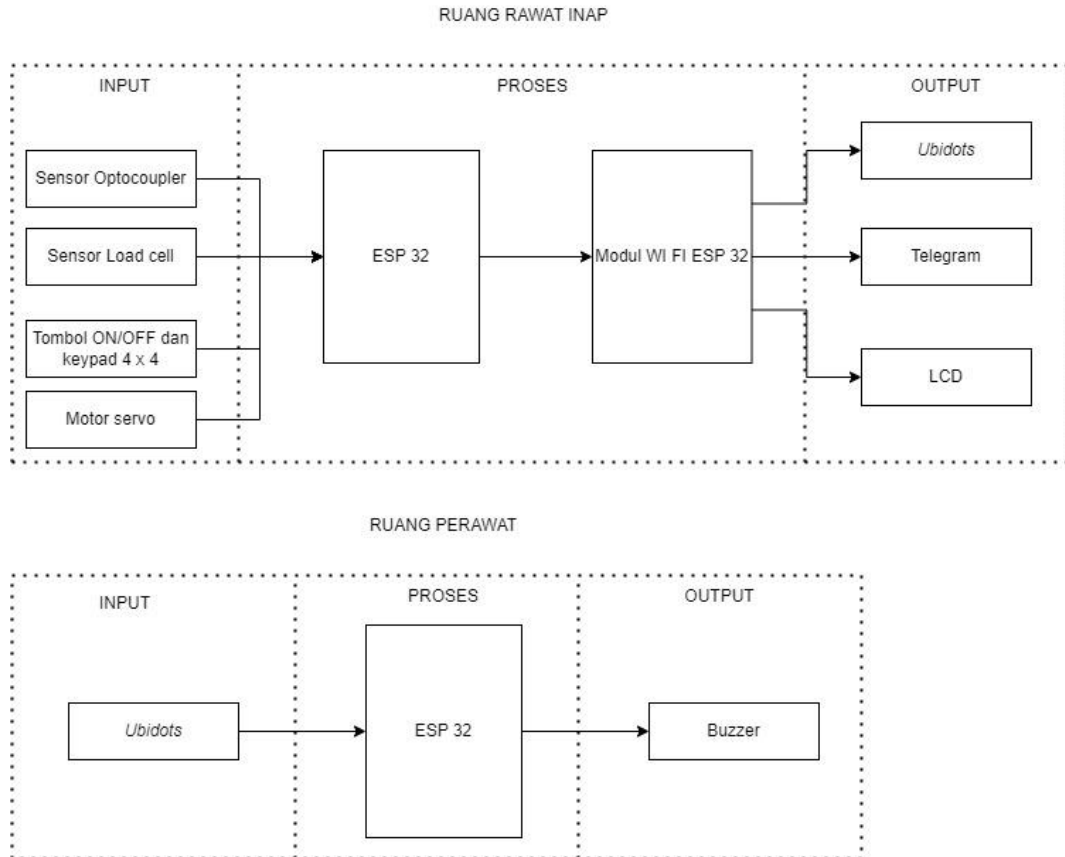 RUANG RAWAT INAP
INPUT
PROSES
OUTPUT
Sensor Optocoupler
Sensor Load cell
Tombol ON/OFF dan
keypad 4 x 4
Motor servo
ESP 32
Modul WI FI ESP 32
Ubidots
Telegram
LCD
RUANG PERAWAT
INPUT
PROSES
OUTPUT
Ubidots
ESP 32
Buzzer